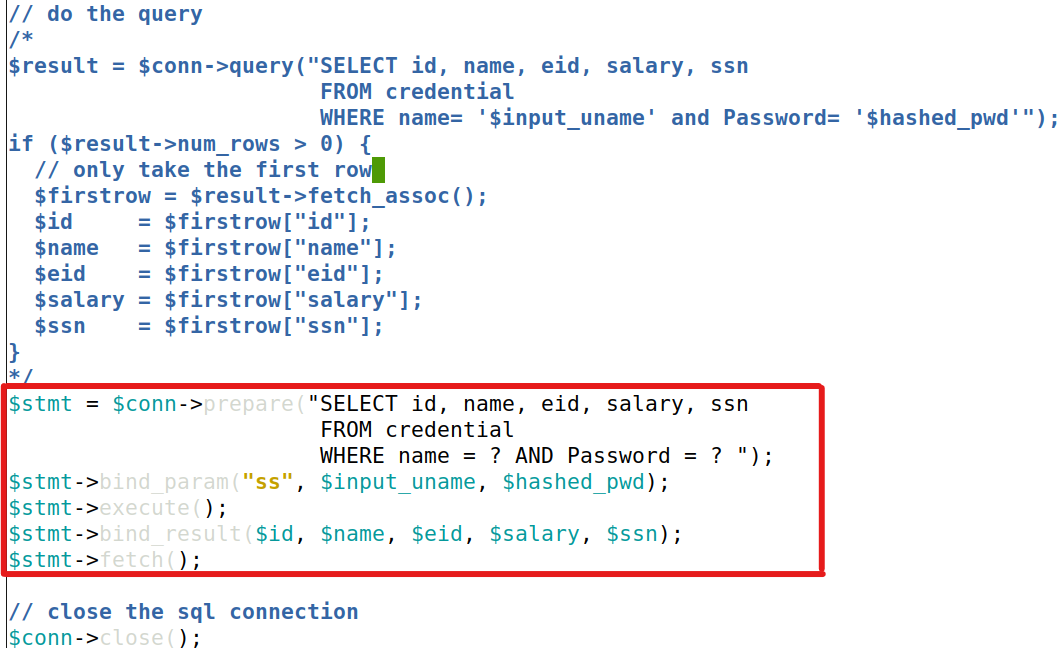 // do the query
/*
$result = $conn->query("SELECT id, name, eid, salary, ssn
                        FROM credential
                        WHERE name= '$input_uname' and Password= '$hashed_pwd'");
if ($result->num_rows > 0) {
  // only take the first row
  $firstrow = $result->fetch_assoc();
  $id     = $firstrow["id"];
  $name   = $firstrow["name"];
  $eid    = $firstrow["eid"];
  $salary = $firstrow["salary"];
  $ssn    = $firstrow["ssn"];
}
*/
$stmt = $conn->prepare("SELECT id, name, eid, salary, ssn
                        FROM credential
                        WHERE name = ? AND Password = ? ");
$stmt->bind_param("ss", $input_uname, $hashed_pwd);
$stmt->execute();
$stmt->bind_result($id, $name, $eid, $salary, $ssn);
$stmt->fetch();

// close the sql connection
$conn->close();